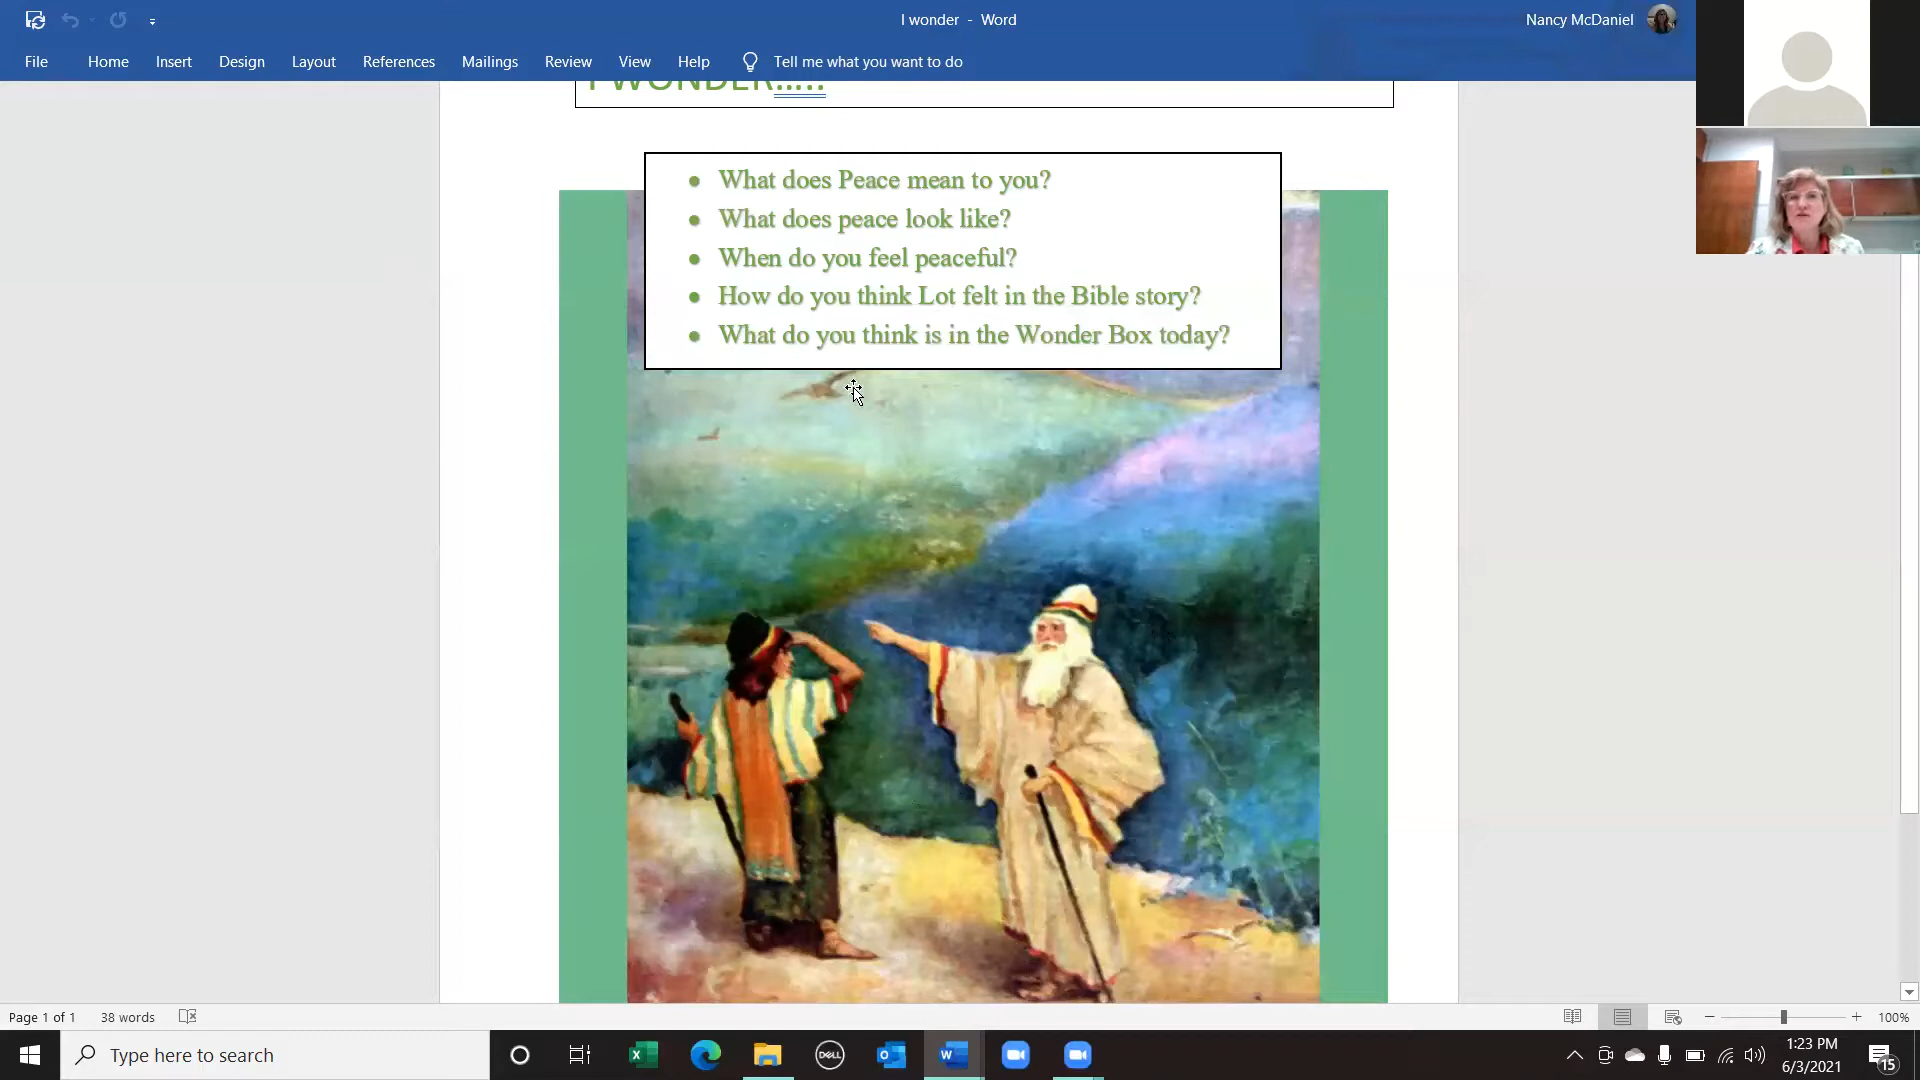 I wonder - Word
Nancy McDaniel
File Home Insert Design Layout References Mailings Review View Help Tell me what you want to do
I WONDER.....
What does Peace mean to you?
What does peace look like?
When do you feel peaceful?
How do you think Lot felt in the Bible story?
What do you think is in the Wonder Box today?
Page 1 of 1 38 words
100%
Type here to search
DELL
1:23 PM
6/3/2021
15